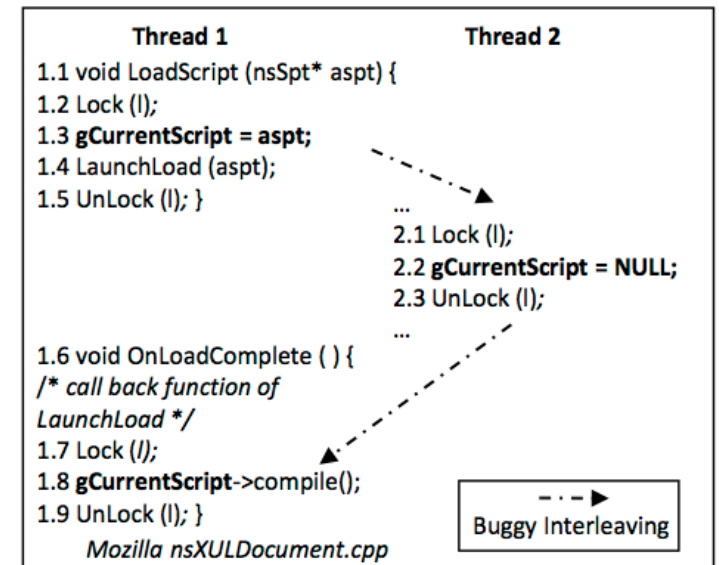 Thread 1
Thread 2
1.1 void LoadScript (nsSpt* aspt) {
1.2 Lock (l);
1.3 gCurrentScript = aspt;
1.4 LaunchLoad (aspt);
1.5 UnLock (l); }
...
2.1 Lock (l);
2.2 gCurrentScript = NULL;
2.3 UnLock (l);
...
1.6 void OnLoadComplete ( ) {
/* call back function of
LaunchLoad */
1.7 Lock (l);
1.8 gCurrentScript->compile();
1.9 UnLock (l); }
Mozilla nsXULDocument.cpp
Buggy Interleaving